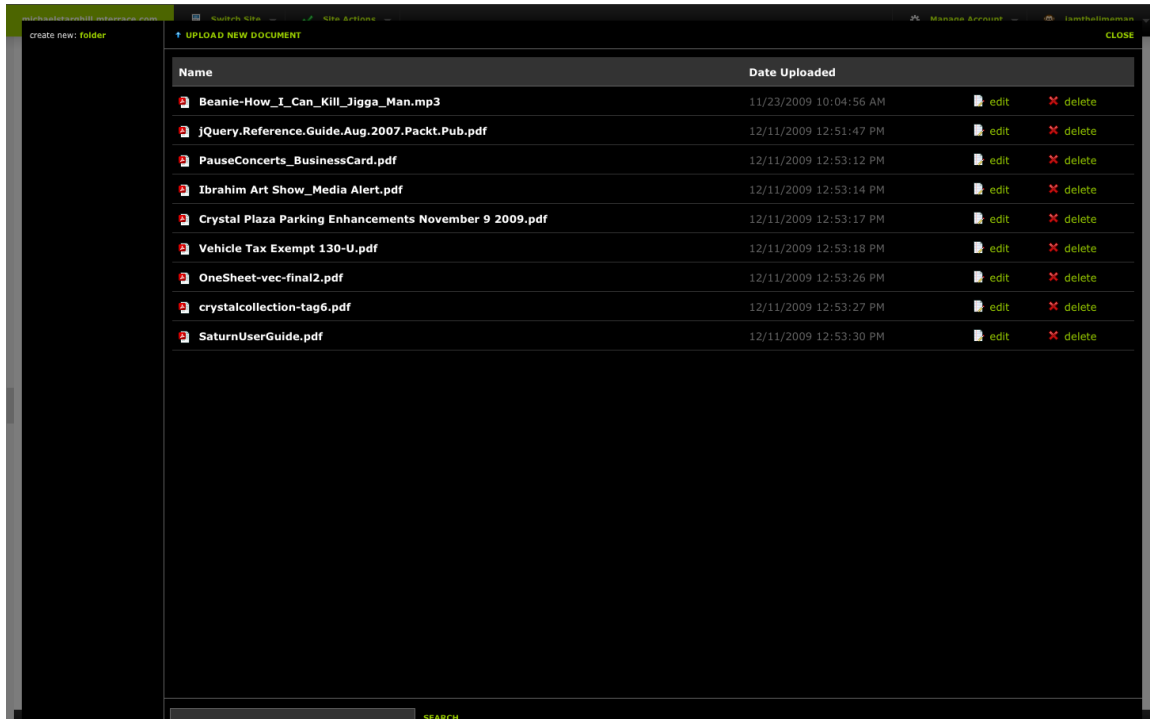 michaelstarphill.mterrace.com Switch Site Site Actions Manage Account iamthelimeman
create new: folder UPLOAD NEW DOCUMENT CLOSE
Name Date Uploaded
Beanie-How_I_Can_Kill_Jigga_Man.mp3 11/23/2009 10:04:56 AM edit delete
jQuery.Reference.Guide.Aug.2007.Packt.Pub.pdf 12/11/2009 12:51:47 PM edit delete
PauseConcerts_BusinessCard.pdf 12/11/2009 12:53:12 PM edit delete
Ibrahim Art Show_Media Alert.pdf 12/11/2009 12:53:14 PM edit delete
Crystal Plaza Parking Enhancements November 9 2009.pdf 12/11/2009 12:53:17 PM edit delete
Vehicle Tax Exempt 130-U.pdf 12/11/2009 12:53:18 PM edit delete
OneSheet-vec-final2.pdf 12/11/2009 12:53:26 PM edit delete
crystalcollection-tag6.pdf 12/11/2009 12:53:27 PM edit delete
SaturnUserGuide.pdf 12/11/2009 12:53:30 PM edit delete
SEARCH